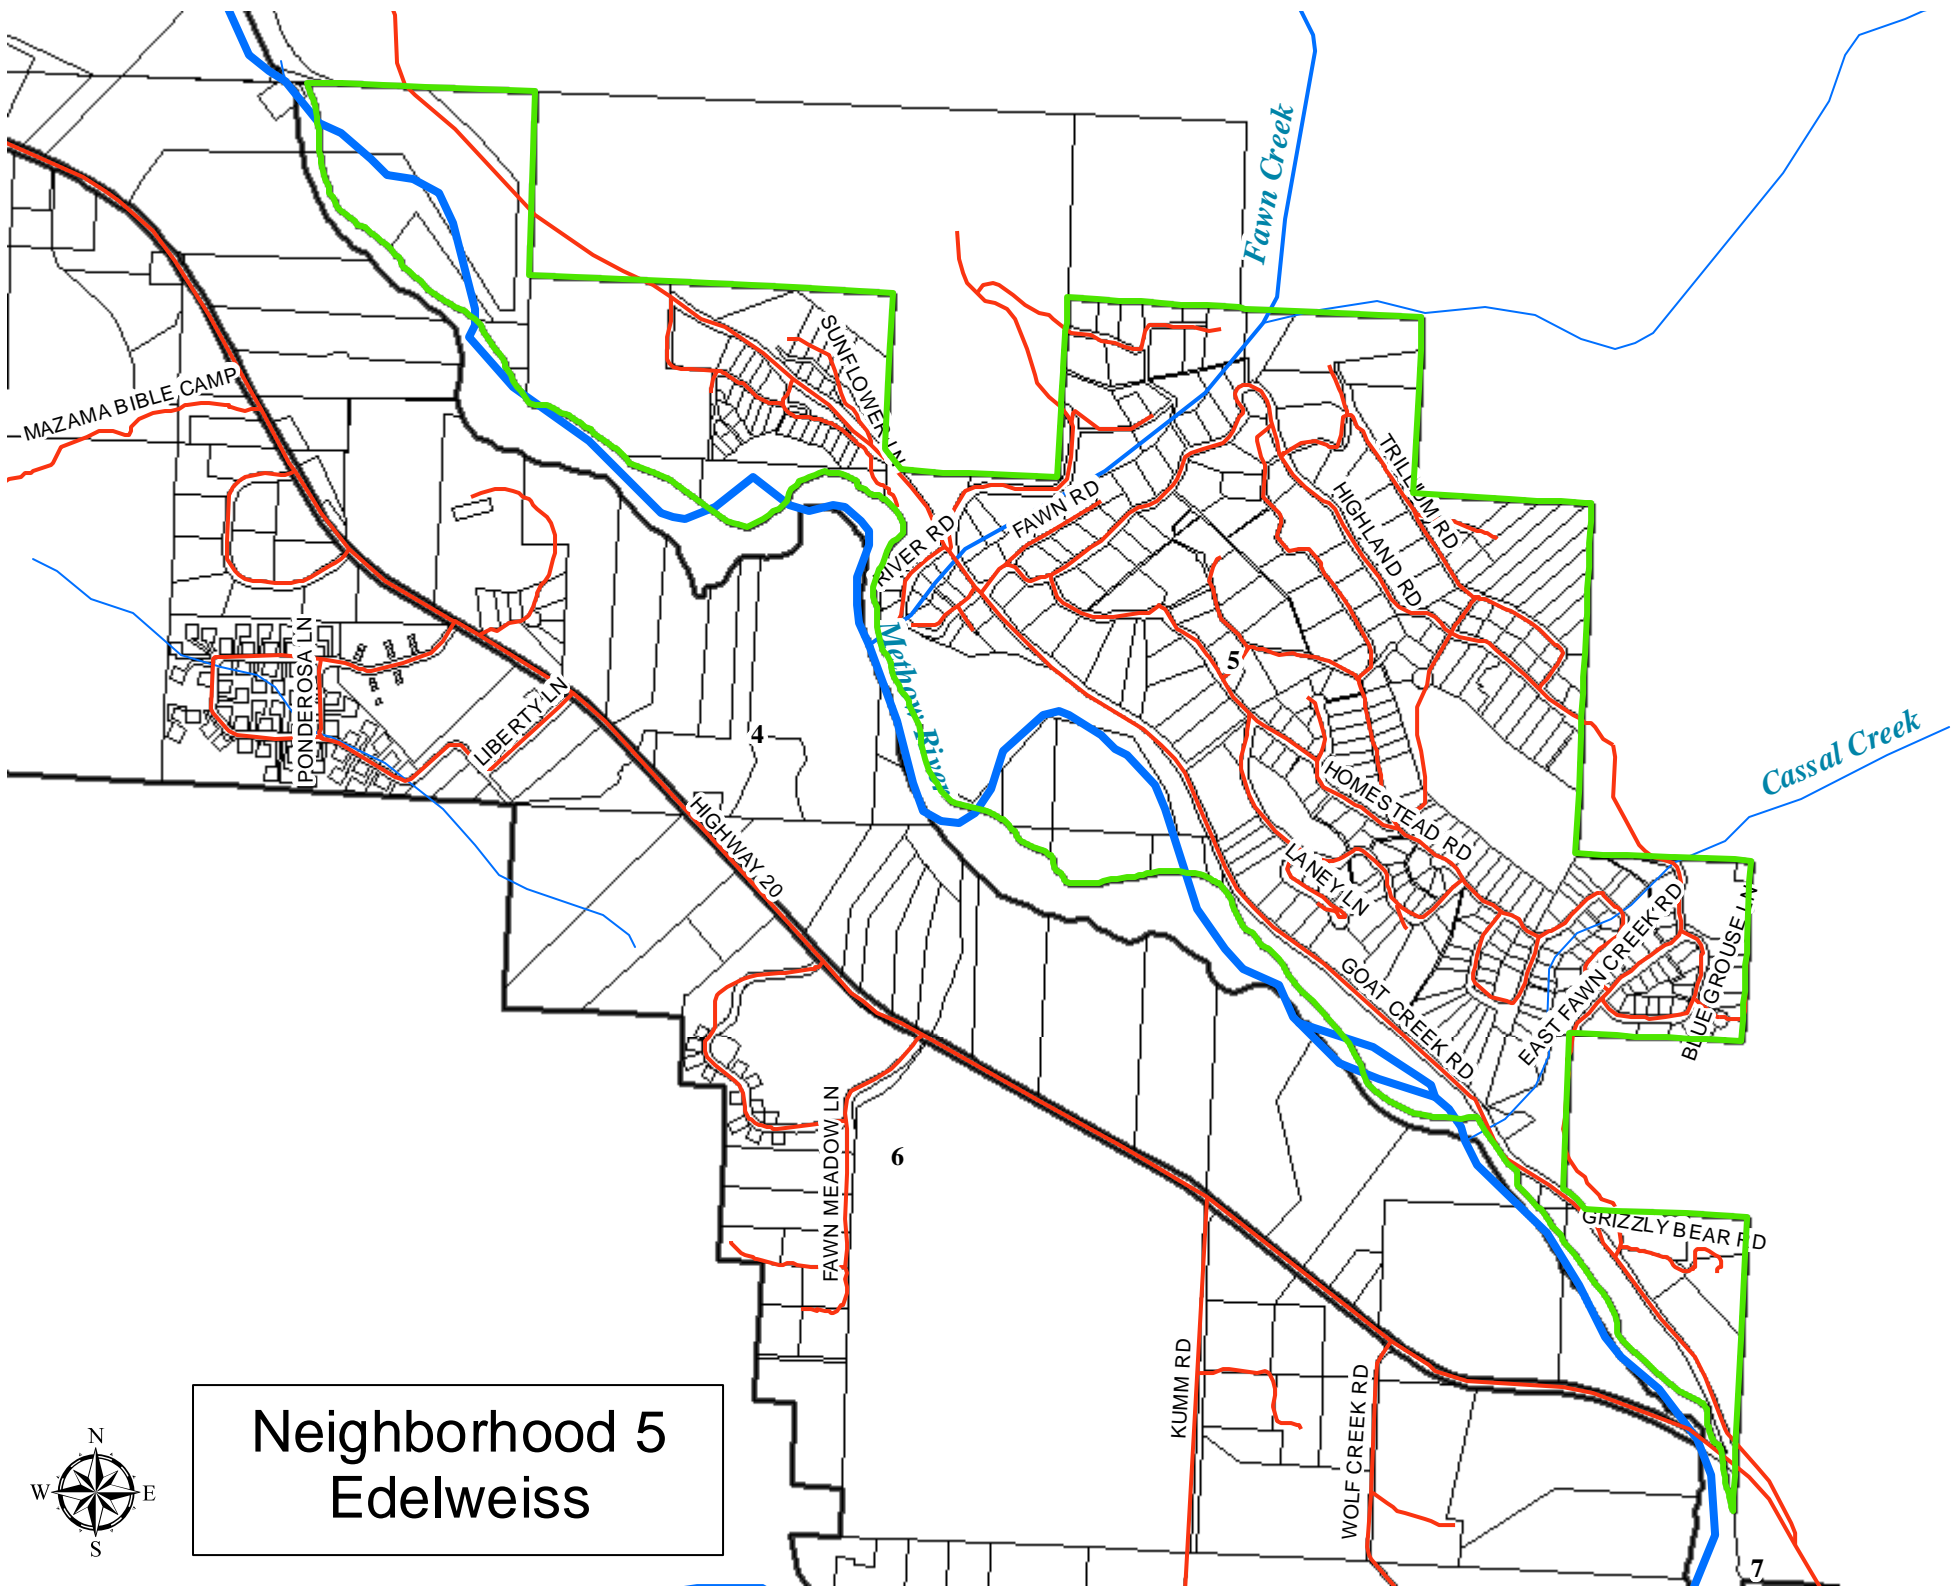 Fawn Creek
SUNFLOWER LN
MAZAMA BIBLE CAMP
TRILLIUM RD
HIGHLAND RD
FAWN RD
RIVER RD
Methow River
PONDEROSA LN
LIBERTY LN
5
4
Cassal Creek
HIGHWAY 20
HOMESTEAD RD
LANEY LN
EAST FAWN CREEK RD
BLUE GROUSE LN
GOAT CREEK RD
FAWN MEADOW LN
6
GRIZZLY BEAR RD
KUMM RD
WOLF CREEK RD
Neighborhood 5
Edelweiss
N
W E
S
7